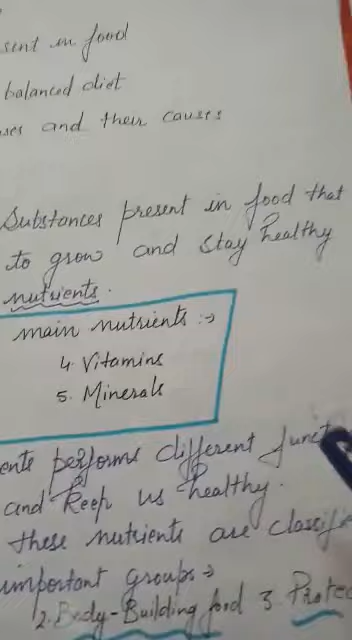 sent in food
balanced diet
ses and their causes
Substances present in food that
to grow and stay healthy
nutrients.
main nutrients :→
4. Vitamins
5. Minerals
ents performs different funct
and keep us healthy.
these nutrients are classifi
important groups→
2. Body-Building food 3. Protec